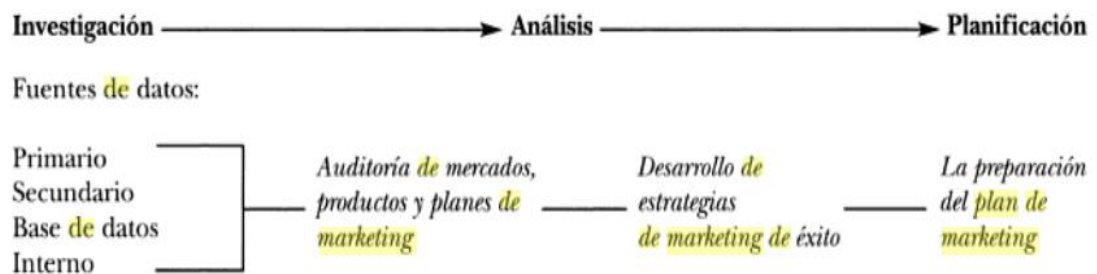 Investigación Análisis Planificación
Fuentes de datos:
Primario
Secundario
Base de datos
Interno
Auditoría de mercados,
productos y planes de
marketing
Desarrollo de
estrategias
de marketing de éxito
La preparación
del plan de
marketing